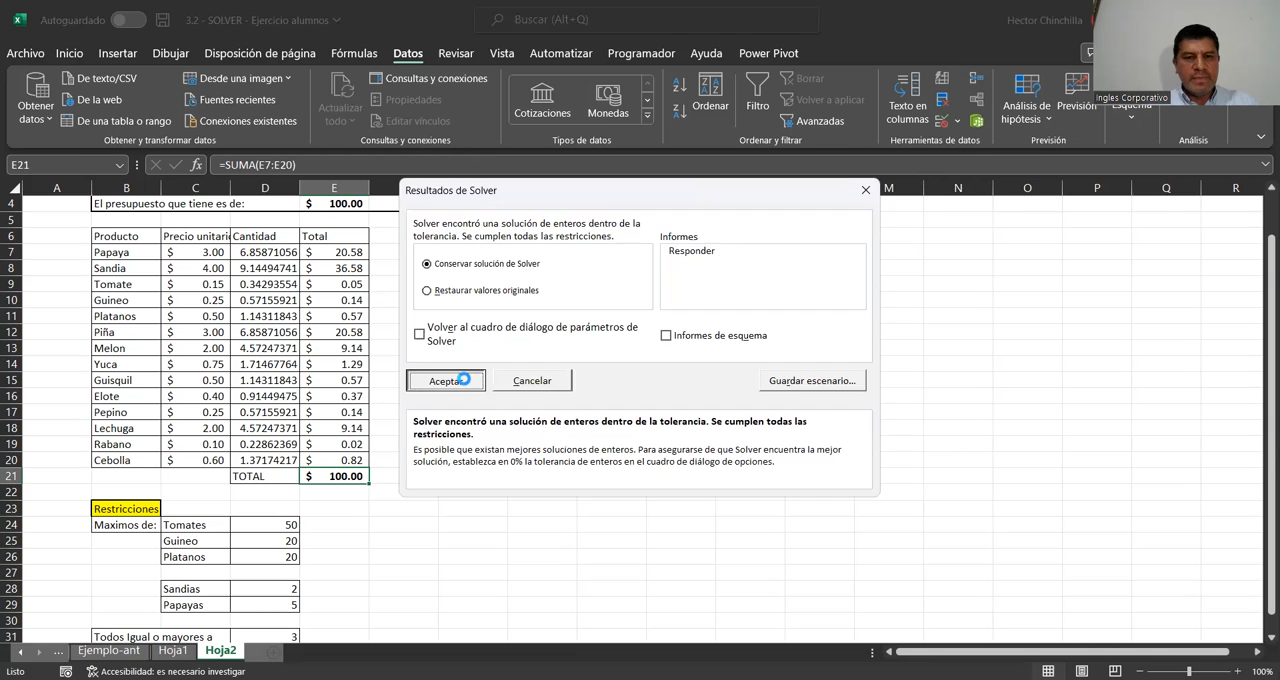 Autoguardado
3.2 - SOLVER - Ejercicio alumnos
Buscar (Alt+Q)
Hector Chinchilla
Archivo Inicio Insertar Dibujar Disposición de página Fórmulas Datos Revisar Vista Automatizar Programador Ayuda Power Pivot
Ingles Corporativo
Obtener datos
De texto/CSV
De la web
De una tabla o rango
Desde una imagen
Fuentes recientes
Conexiones existentes
Obtener y transformar datos
Actualizar todo
Consultas y conexiones
Propiedades
Editar vínculos
Consultas y conexiones
Cotizaciones
Monedas
Tipos de datos
Ordenar
Filtro
Borrar
Volver a aplicar
Avanzadas
Ordenar y filtrar
Texto en columnas
Herramientas de datos
Análisis de hipótesis
Previsión
Previsión
Esquema
Análisis
E21
fx
=SUMA(E7:E20)
A B C D E M N O P Q R
4 El presupuesto que tiene es de: $ 100.00
5
6 Producto Precio unitari Cantidad Total
7 Papaya $ 3.00 6.85871056 $ 20.58
8 Sandia $ 4.00 9.14494741 $ 36.58
9 Tomate $ 0.15 0.34293554 $ 0.05
10 Guineo $ 0.25 0.57155921 $ 0.14
11 Platanos $ 0.50 1.14311843 $ 0.57
12 Piña $ 3.00 6.85871056 $ 20.58
13 Melon $ 2.00 4.57247371 $ 9.14
14 Yuca $ 0.75 1.71467764 $ 1.29
15 Guisquil $ 0.50 1.14311843 $ 0.57
16 Elote $ 0.40 0.91449475 $ 0.37
17 Pepino $ 0.25 0.57155921 $ 0.14
18 Lechuga $ 2.00 4.57247371 $ 9.14
19 Rabano $ 0.10 0.22862369 $ 0.02
20 Cebolla $ 0.60 1.37174217 $ 0.82
21 TOTAL $ 100.00
22
23 Restricciones
24 Maximos de: Tomates 50
25 Guineo 20
26 Platanos 20
27
28 Sandias 2
29 Papayas 5
30
31 Todos Igual o mayores a 3
Resultados de Solver
Solver encontró una solución de enteros dentro de la
tolerancia. Se cumplen todas las restricciones.
Informes
Responder
Conservar solución de Solver
Restaurar valores originales
Volver al cuadro de diálogo de parámetros de
Solver
Informes de esquema
Aceptar
Cancelar
Guardar escenario...
Solver encontró una solución de enteros dentro de la tolerancia. Se cumplen todas las
restricciones.
Es posible que existan mejores soluciones de enteros. Para asegurarse de que Solver encuentra la mejor
solución, establezca en 0% la tolerancia de enteros en el cuadro de diálogo de opciones.
... Ejemplo-ant Hoja1 Hoja2
Listo
Accesibilidad: es necesario investigar
100%